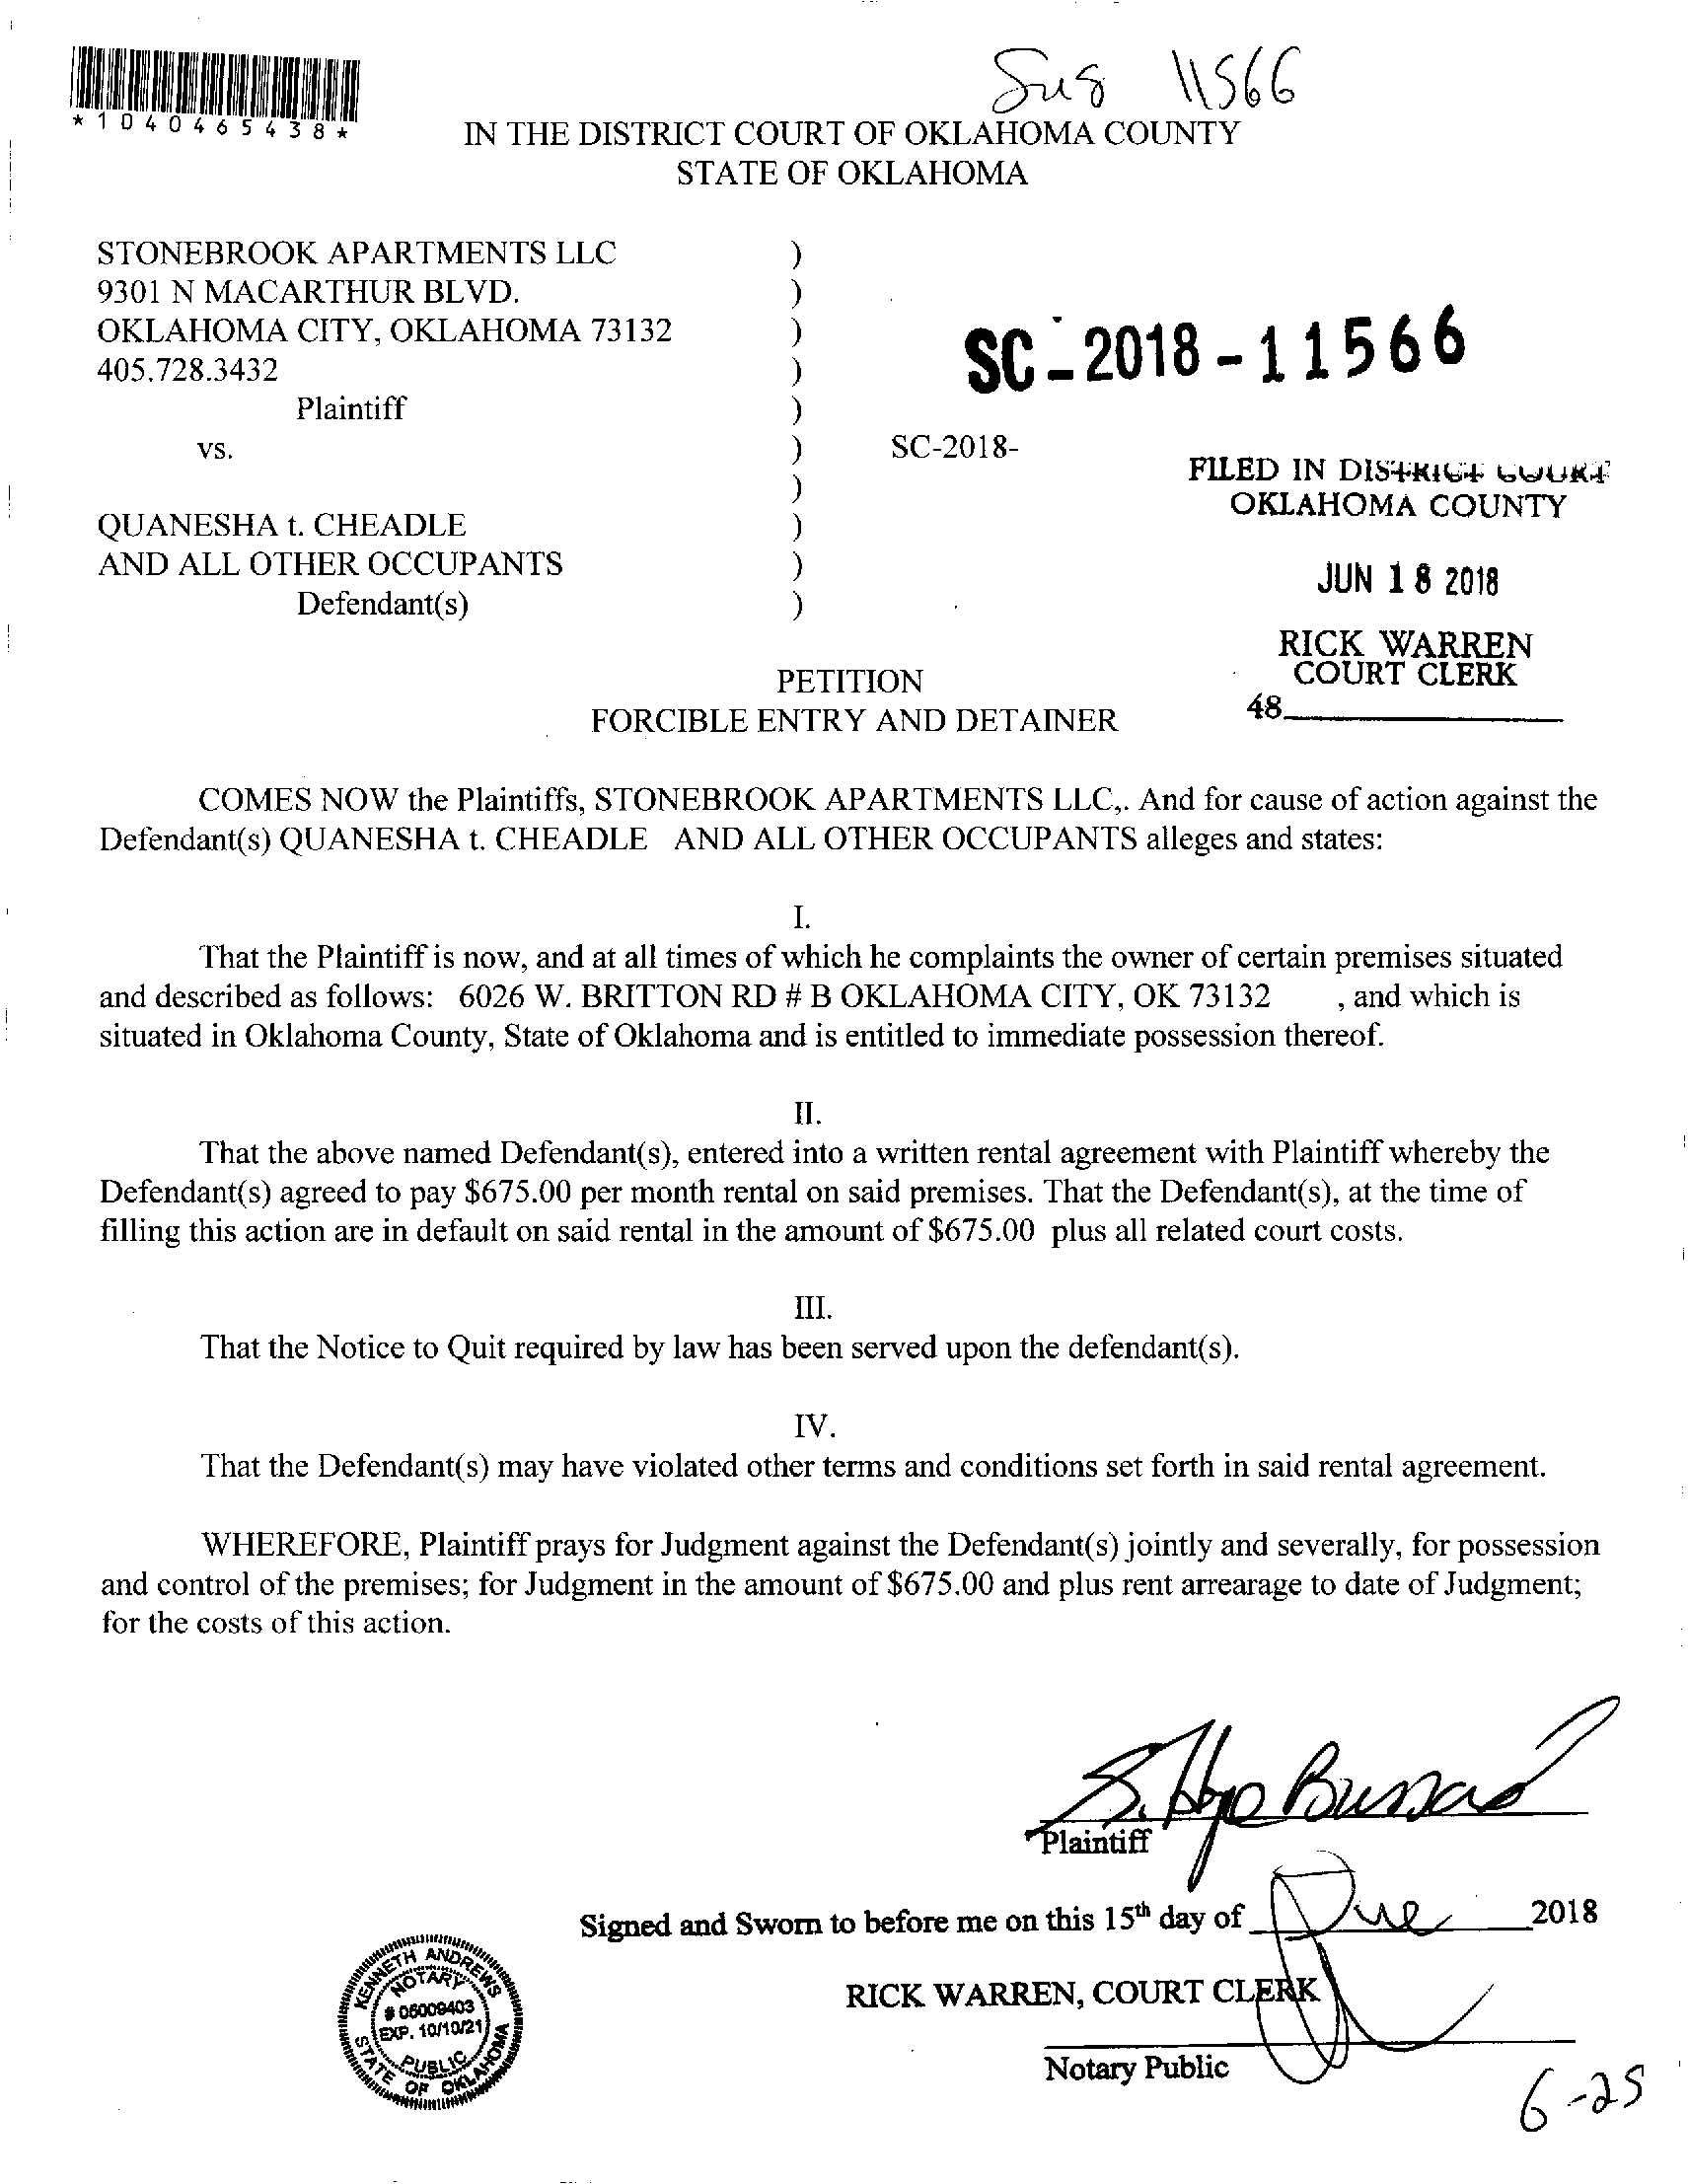 Sug 11566
*1040465438*
IN THE DISTRICT COURT OF OKLAHOMA COUNTY
STATE OF OKLAHOMA
STONEBROOK APARTMENTS LLC )
9301 N MACARTHUR BLVD. )
OKLAHOMA CITY, OKLAHOMA 73132 )
405.728.3432 )
SC-2018-11566
Plaintiff )
vs. ) SC-2018-
)
FILED IN DISTRICT COURT
OKLAHOMA COUNTY
QUANESHA t. CHEADLE )
AND ALL OTHER OCCUPANTS )
Defendant(s) )
JUN 18 2018
RICK WARREN
COURT CLERK
48
PETITION
FORCIBLE ENTRY AND DETAINER
COMES NOW the Plaintiffs, STONEBROOK APARTMENTS LLC,. And for cause of action against the
Defendant(s) QUANESHA t. CHEADLE AND ALL OTHER OCCUPANTS alleges and states:
I.
That the Plaintiff is now, and at all times of which he complaints the owner of certain premises situated
and described as follows: 6026 W. BRITTON RD # B OKLAHOMA CITY, OK 73132 , and which is
situated in Oklahoma County, State of Oklahoma and is entitled to immediate possession thereof.
II.
That the above named Defendant(s), entered into a written rental agreement with Plaintiff whereby the
Defendant(s) agreed to pay $675.00 per month rental on said premises. That the Defendant(s), at the time of
filling this action are in default on said rental in the amount of $675.00 plus all related court costs.
III.
That the Notice to Quit required by law has been served upon the defendant(s).
IV.
That the Defendant(s) may have violated other terms and conditions set forth in said rental agreement.
WHEREFORE, Plaintiff prays for Judgment against the Defendant(s) jointly and severally, for possession
and control of the premises; for Judgment in the amount of $675.00 and plus rent arrearage to date of Judgment;
for the costs of this action.
S. Hope Bussard
Plaintiff
Signed and Sworn to before me on this 15th day of June 2018
RICK WARREN, COURT CLERK
Notary Public
KENNETH ANDREWS
NOTARY
# 05009403
EXP. 10/10/21
PUBLIC
STATE OF OKLAHOMA
6-25